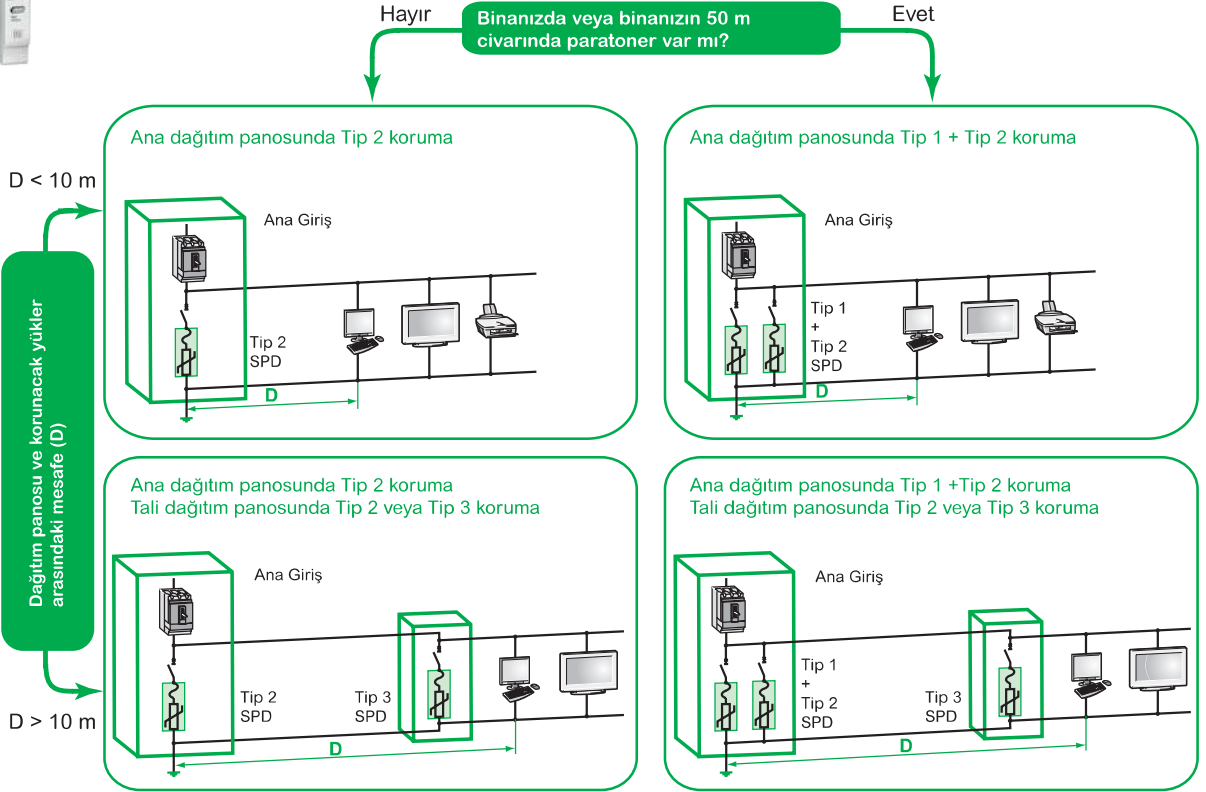 Hayır
Binanızda veya binanızın 50 m
civarında paratoner var mı?
Evet
D < 10 m
Dağıtım panosu ve korunacak yükler
arasındaki mesafe (D)
D > 10 m
Ana dağıtım panosunda Tip 2 koruma
Ana Giriş
Tip 2
SPD
D
Ana dağıtım panosunda Tip 1 + Tip 2 koruma
Ana Giriş
Tip 1
+
Tip 2
SPD
D
Ana dağıtım panosunda Tip 2 koruma
Tali dağıtım panosunda Tip 2 veya Tip 3 koruma
Ana Giriş
Tip 2
SPD
Tip 3
SPD
D
Ana dağıtım panosunda Tip 1 +Tip 2 koruma
Tali dağıtım panosunda Tip 2 veya Tip 3 koruma
Ana Giriş
Tip 1
+
Tip 2
SPD
Tip 3
SPD
D